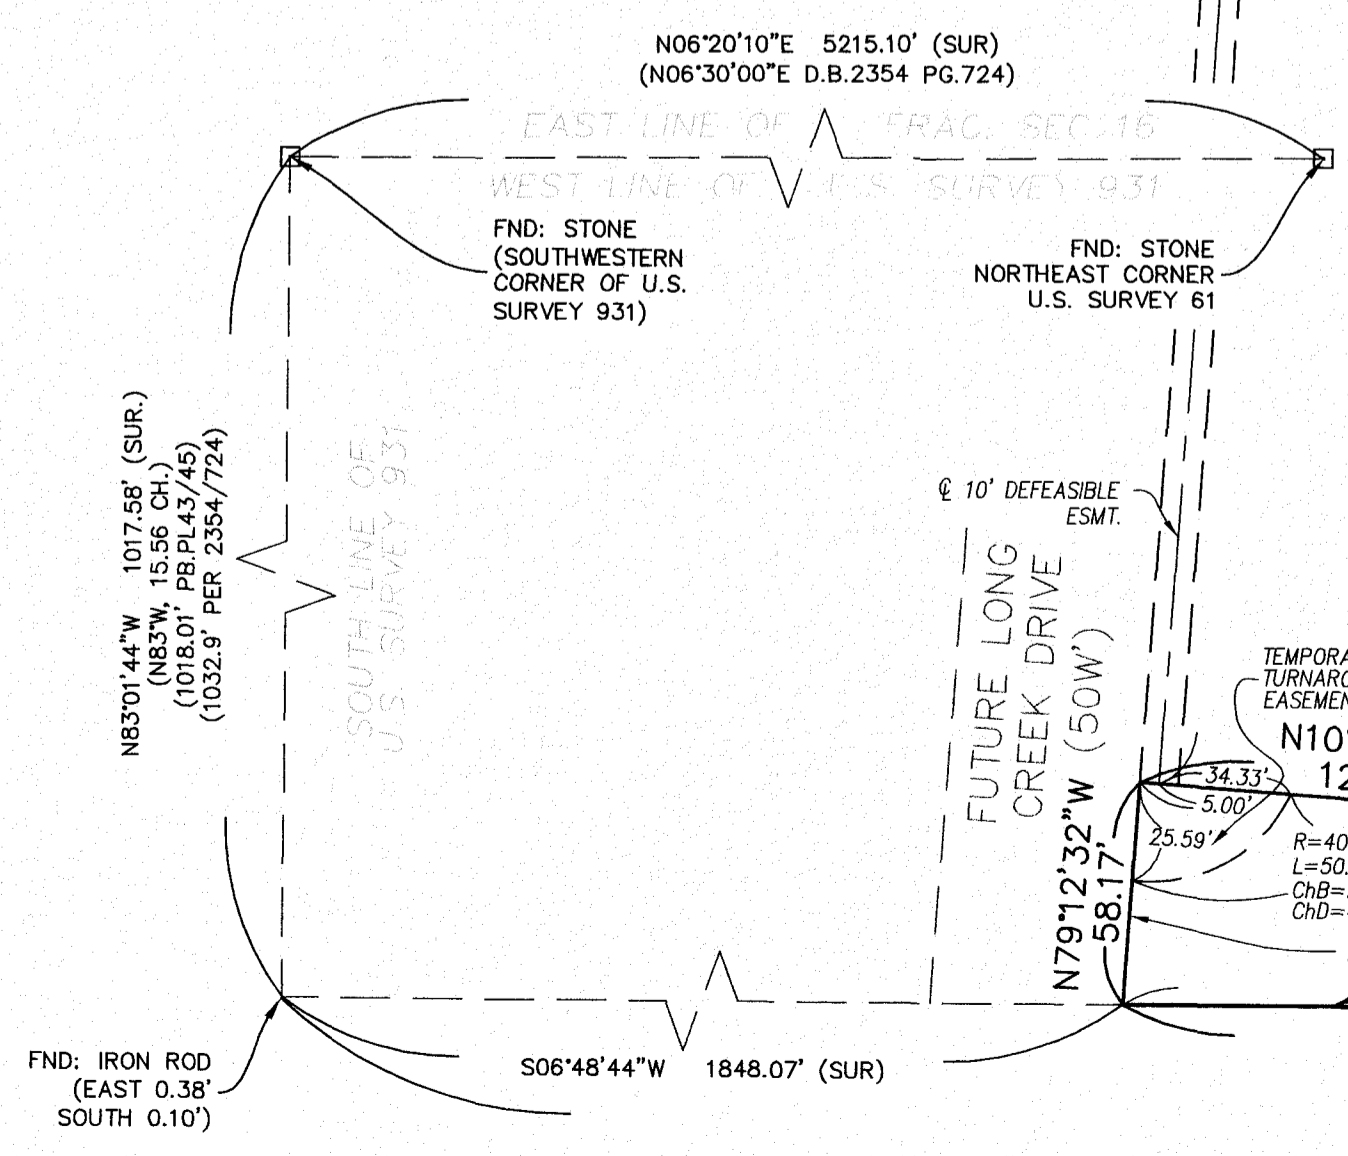 N06°20'10"E 5215.10' (SUR)
(N06°30'00"E D.B.2354 PG.724)
EAST LINE OF FRAC. SEC. 16
WEST LINE OF U.S. SURVEY 931
FND: STONE
(SOUTHWESTERN
CORNER OF U.S.
SURVEY 931)
FND: STONE
NORTHEAST CORNER
U.S. SURVEY 61
N83°01'44"W 1017.58' (SUR.)
(N83°W, 15.56 CH.)
(1018.01' PB.PL43/45)
(1032.9' PER 2354/724)
SOUTH LINE OF
U.S. SURVEY 931
℄ 10' DEFEASIBLE
ESMT.
FUTURE LONG
CREEK DRIVE
(50W')
TEMPORA
TURNARO
EASEMEN
N10°
12
34.33'
5.00'
25.59'
R=40
L=50.
ChB=
ChD=
N79°12'32"W
58.17'
FND: IRON ROD
(EAST 0.38'
SOUTH 0.10')
S06°48'44"W 1848.07' (SUR)